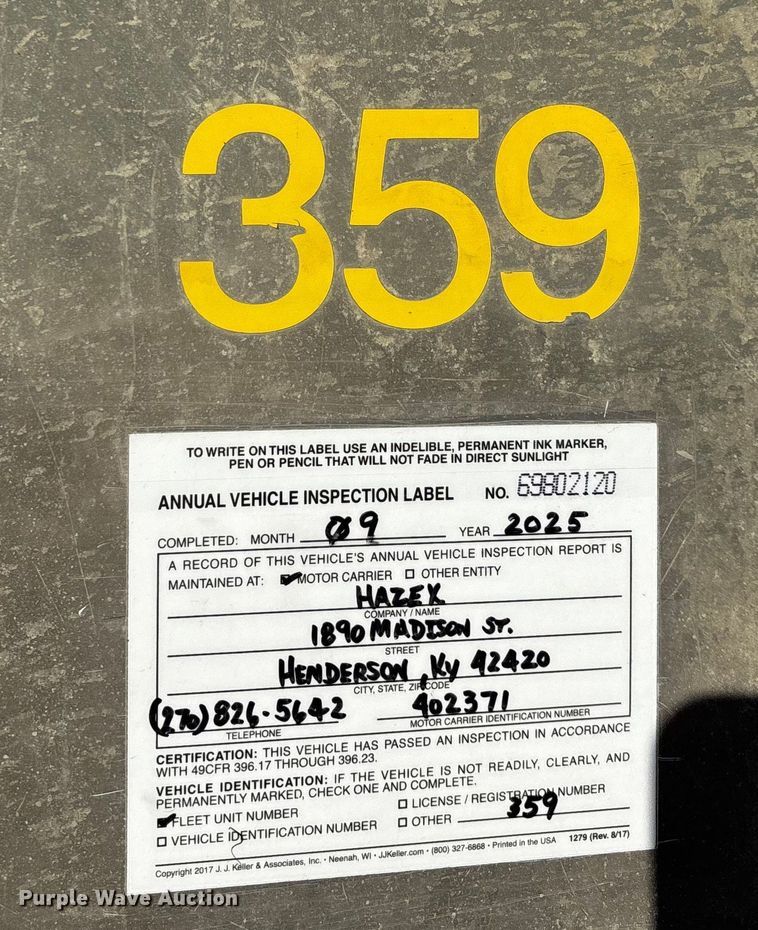 359
TO WRITE ON THIS LABEL USE AN INDELIBLE, PERMANENT INK MARKER,
PEN OR PENCIL THAT WILL NOT FADE IN DIRECT SUNLIGHT
ANNUAL VEHICLE INSPECTION LABEL NO. 69802120
COMPLETED: MONTH 09 YEAR 2025
A RECORD OF THIS VEHICLE'S ANNUAL VEHICLE INSPECTION REPORT IS
MAINTAINED AT: MOTOR CARRIER OTHER ENTITY
HAZEX
COMPANY / NAME
1890 MADISON ST.
STREET
HENDERSON, KY 42420
CITY, STATE, ZIPCODE
(270) 826-5642 402371
TELEPHONE MOTOR CARRIER IDENTIFICATION NUMBER
CERTIFICATION: THIS VEHICLE HAS PASSED AN INSPECTION IN ACCORDANCE
WITH 49CFR 396.17 THROUGH 396.23.
VEHICLE IDENTIFICATION: IF THE VEHICLE IS NOT READILY, CLEARLY, AND
PERMANENTLY MARKED, CHECK ONE AND COMPLETE.
FLEET UNIT NUMBER LICENSE / REGISTRATION NUMBER
VEHICLE IDENTIFICATION NUMBER OTHER 359
Copyright 2017 J. J. Keller & Associates, Inc. • Neenah, WI • JJKeller.com • (800) 327-6868 • Printed in the USA 1279 (Rev. 8/17)
Purple Wave Auction